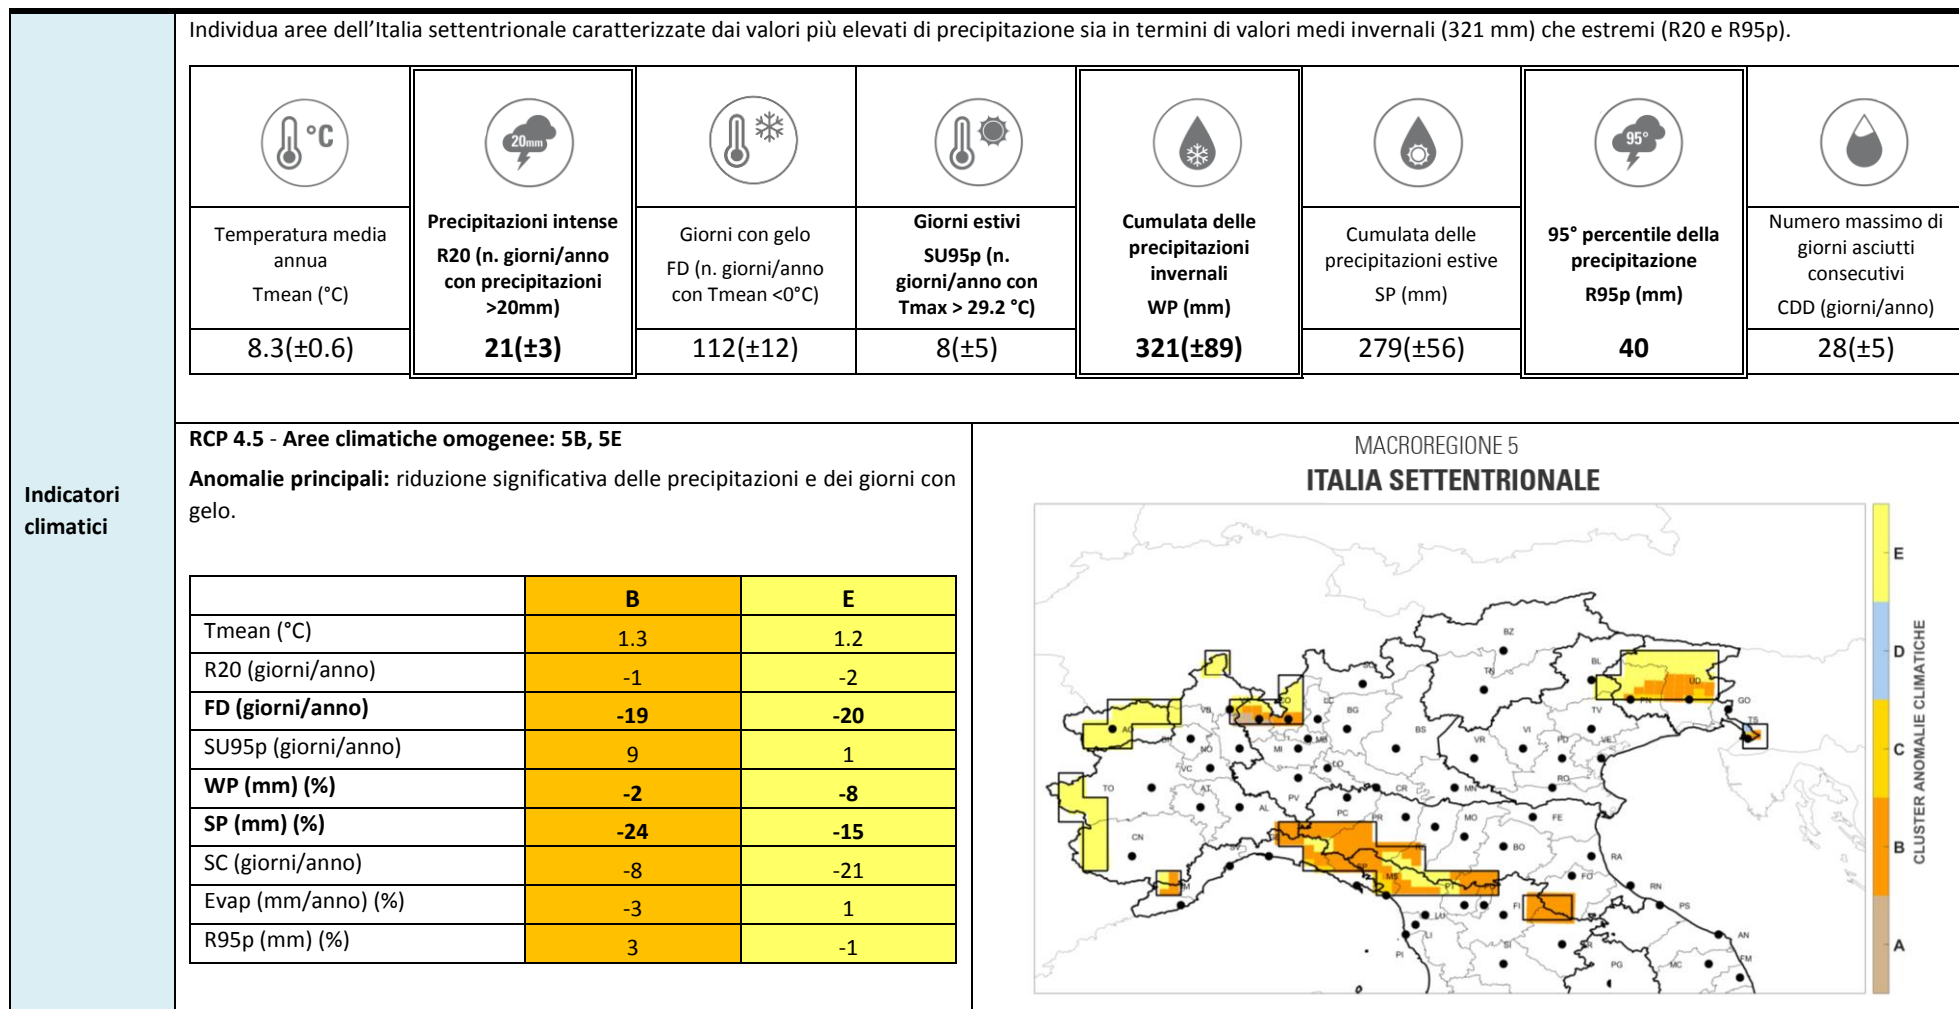 Individua aree dell'Italia settentrionale caratterizzate dai valori più elevati di precipitazione sia in termini di valori medi invernali (321 mm) che estremi (R20 e R95p).
°C
20mm
95°
Temperatura media
annua
Tmean (°C)
Precipitazioni intense
R20 (n. giorni/anno
con precipitazioni
>20mm)
Giorni con gelo
FD (n. giorni/anno
con Tmean <0°C)
Giorni estivi
SU95p (n.
giorni/anno con
Tmax > 29.2 °C)
Cumulata delle
precipitazioni
invernali
WP (mm)
Cumulata delle
precipitazioni estive
SP (mm)
95° percentile della
precipitazione
R95p (mm)
Numero massimo di
giorni asciutti
consecutivi
CDD (giorni/anno)
8.3(±0.6)
21(±3)
112(±12)
8(±5)
321(±89)
279(±56)
40
28(±5)
Indicatori
climatici
RCP 4.5 - Aree climatiche omogenee: 5B, 5E
Anomalie principali: riduzione significativa delle precipitazioni e dei giorni con
gelo.
B E
Tmean (°C) 1.3 1.2
R20 (giorni/anno) -1 -2
FD (giorni/anno) -19 -20
SU95p (giorni/anno) 9 1
WP (mm) (%) -2 -8
SP (mm) (%) -24 -15
SC (giorni/anno) -8 -21
Evap (mm/anno) (%) -3 1
R95p (mm) (%) 3 -1
MACROREGIONE 5
ITALIA SETTENTRIONALE
BZ
TN
BL
UD
PN
GO
TS
TV
VB
AO
NO
MI
BG
BS
VR
VI
PD
VE
RO
VC
TO
AT
AL
PV
LO
CR
MN
PC
PR
MO
FE
BO
RA
CN
SV
SP
MS
PT
FO
RN
PS
LU
FI
LI
PI
SI
AR
PG
MC
AN
FM
E
D
C
B
A
CLUSTER ANOMALIE CLIMATICHE